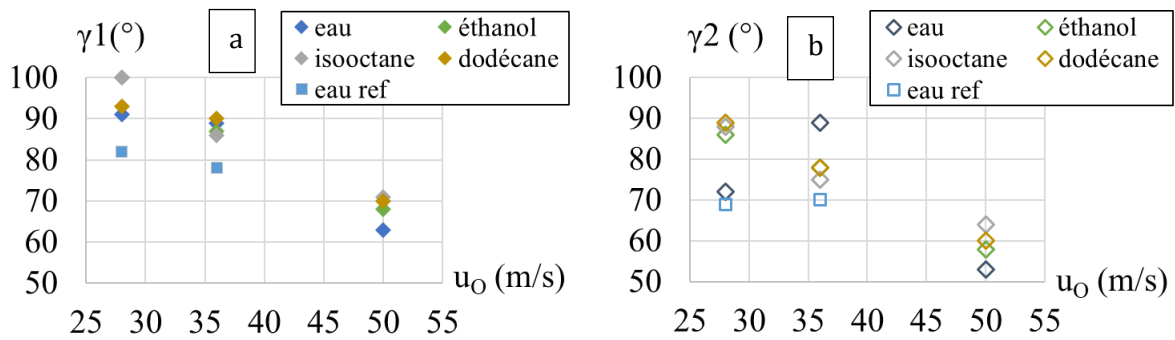 γ1(°)
a
eau
éthanol
isooctane
dodécane
eau ref
100
90
80
70
60
50
25
30
35
40
45
50
55
u_O (m/s)
γ2 (°)
b
eau
éthanol
isooctane
dodécane
eau ref
100
90
80
70
60
50
25
30
35
40
45
50
55
u_O (m/s)